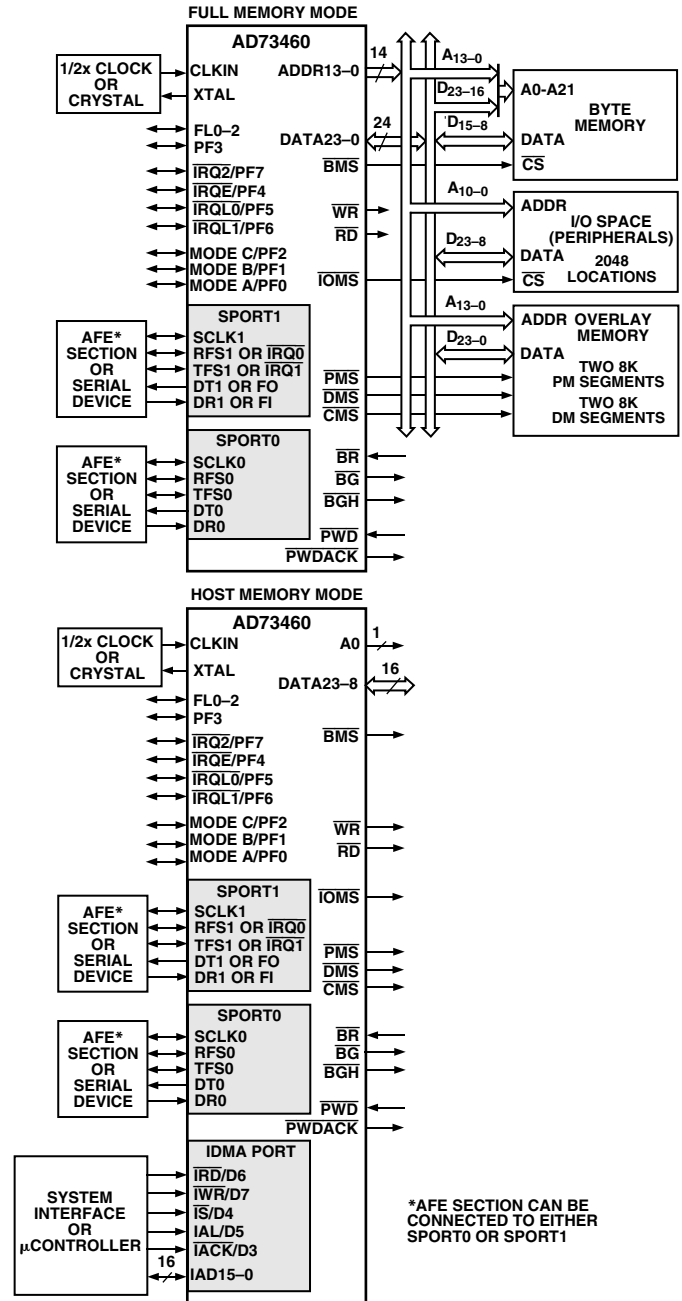 FULL MEMORY MODE
AD73460
1/2x CLOCK
OR
CRYSTAL
CLKIN
XTAL
FL0–2
PF3
IRQ2/PF7
IRQE/PF4
IRQL0/PF5
IRQL1/PF6
MODE C/PF2
MODE B/PF1
MODE A/PF0
SPORT1
SCLK1
RFS1 OR IRQ0
TFS1 OR IRQ1
DT1 OR FO
DR1 OR FI
AFE*
SECTION
OR
SERIAL
DEVICE
SPORT0
SCLK0
RFS0
TFS0
DT0
DR0
AFE*
SECTION
OR
SERIAL
DEVICE
ADDR13–0
14
DATA23–0
24
BMS
WR
RD
IOMS
PMS
DMS
CMS
BR
BG
BGH
PWD
PWDACK
A13–0
D23–16
D15–8
A0-A21
BYTE
MEMORY
DATA
CS
A10–0
D23–8
ADDR
I/O SPACE
(PERIPHERALS)
DATA
2048
LOCATIONS
CS
A13–0
D23–0
ADDR OVERLAY
MEMORY
DATA
TWO 8K
PM SEGMENTS
TWO 8K
DM SEGMENTS
HOST MEMORY MODE
AD73460
1/2x CLOCK
OR
CRYSTAL
CLKIN
XTAL
FL0–2
PF3
IRQ2/PF7
IRQE/PF4
IRQL0/PF5
IRQL1/PF6
MODE C/PF2
MODE B/PF1
MODE A/PF0
SPORT1
SCLK1
RFS1 OR IRQ0
TFS1 OR IRQ1
DT1 OR FO
DR1 OR FI
AFE*
SECTION
OR
SERIAL
DEVICE
SPORT0
SCLK0
RFS0
TFS0
DT0
DR0
AFE*
SECTION
OR
SERIAL
DEVICE
IDMA PORT
IRD/D6
IWR/D7
IS/D4
IAL/D5
IACK/D3
IAD15–0
16
SYSTEM
INTERFACE
OR
µCONTROLLER
A0
1
DATA23–8
16
BMS
WR
RD
IOMS
PMS
DMS
CMS
BR
BG
BGH
PWD
PWDACK
*AFE SECTION CAN BE
CONNECTED TO EITHER
SPORT0 OR SPORT1